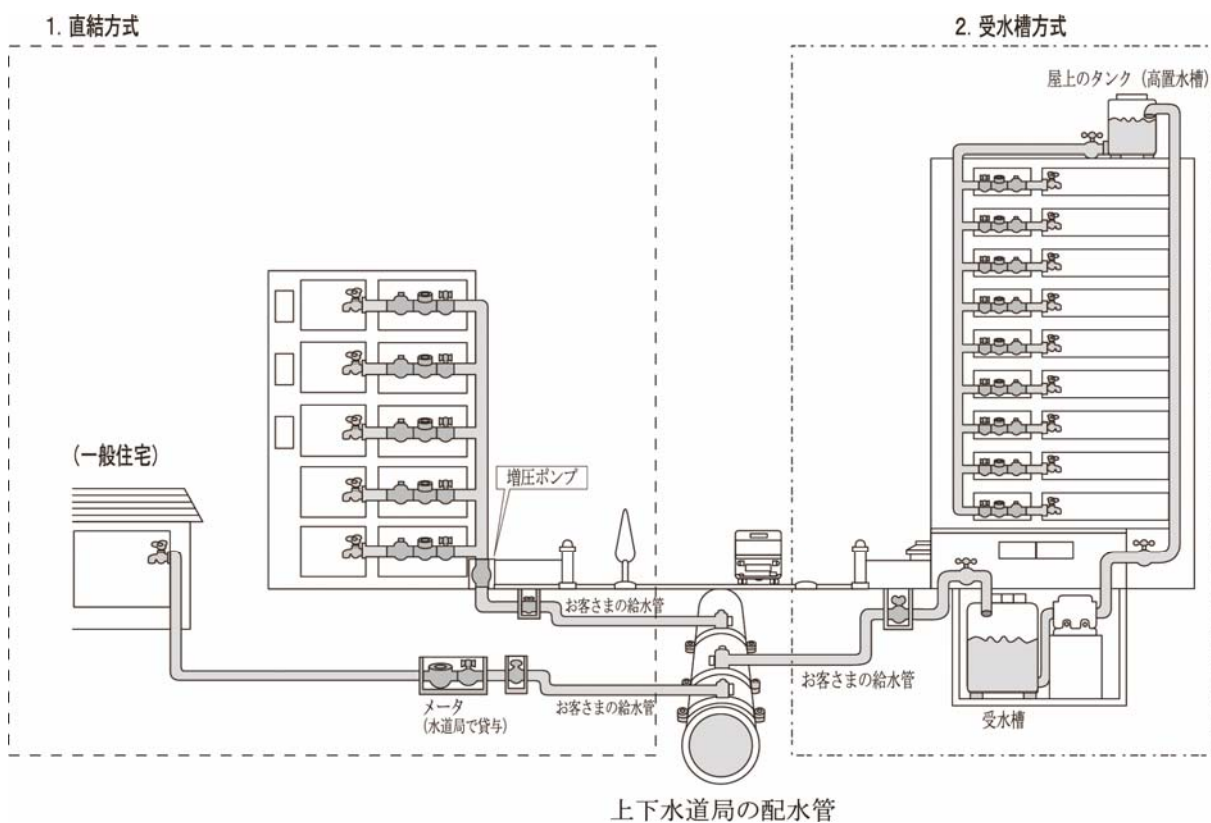 1. 直結方式
2. 受水槽方式
屋上のタンク（高置水槽）
（一般住宅）
増圧ポンプ
お客さまの給水管
お客さまの給水管
お客さまの給水管
メータ
（水道局で貸与）
受水槽
上下水道局の配水管